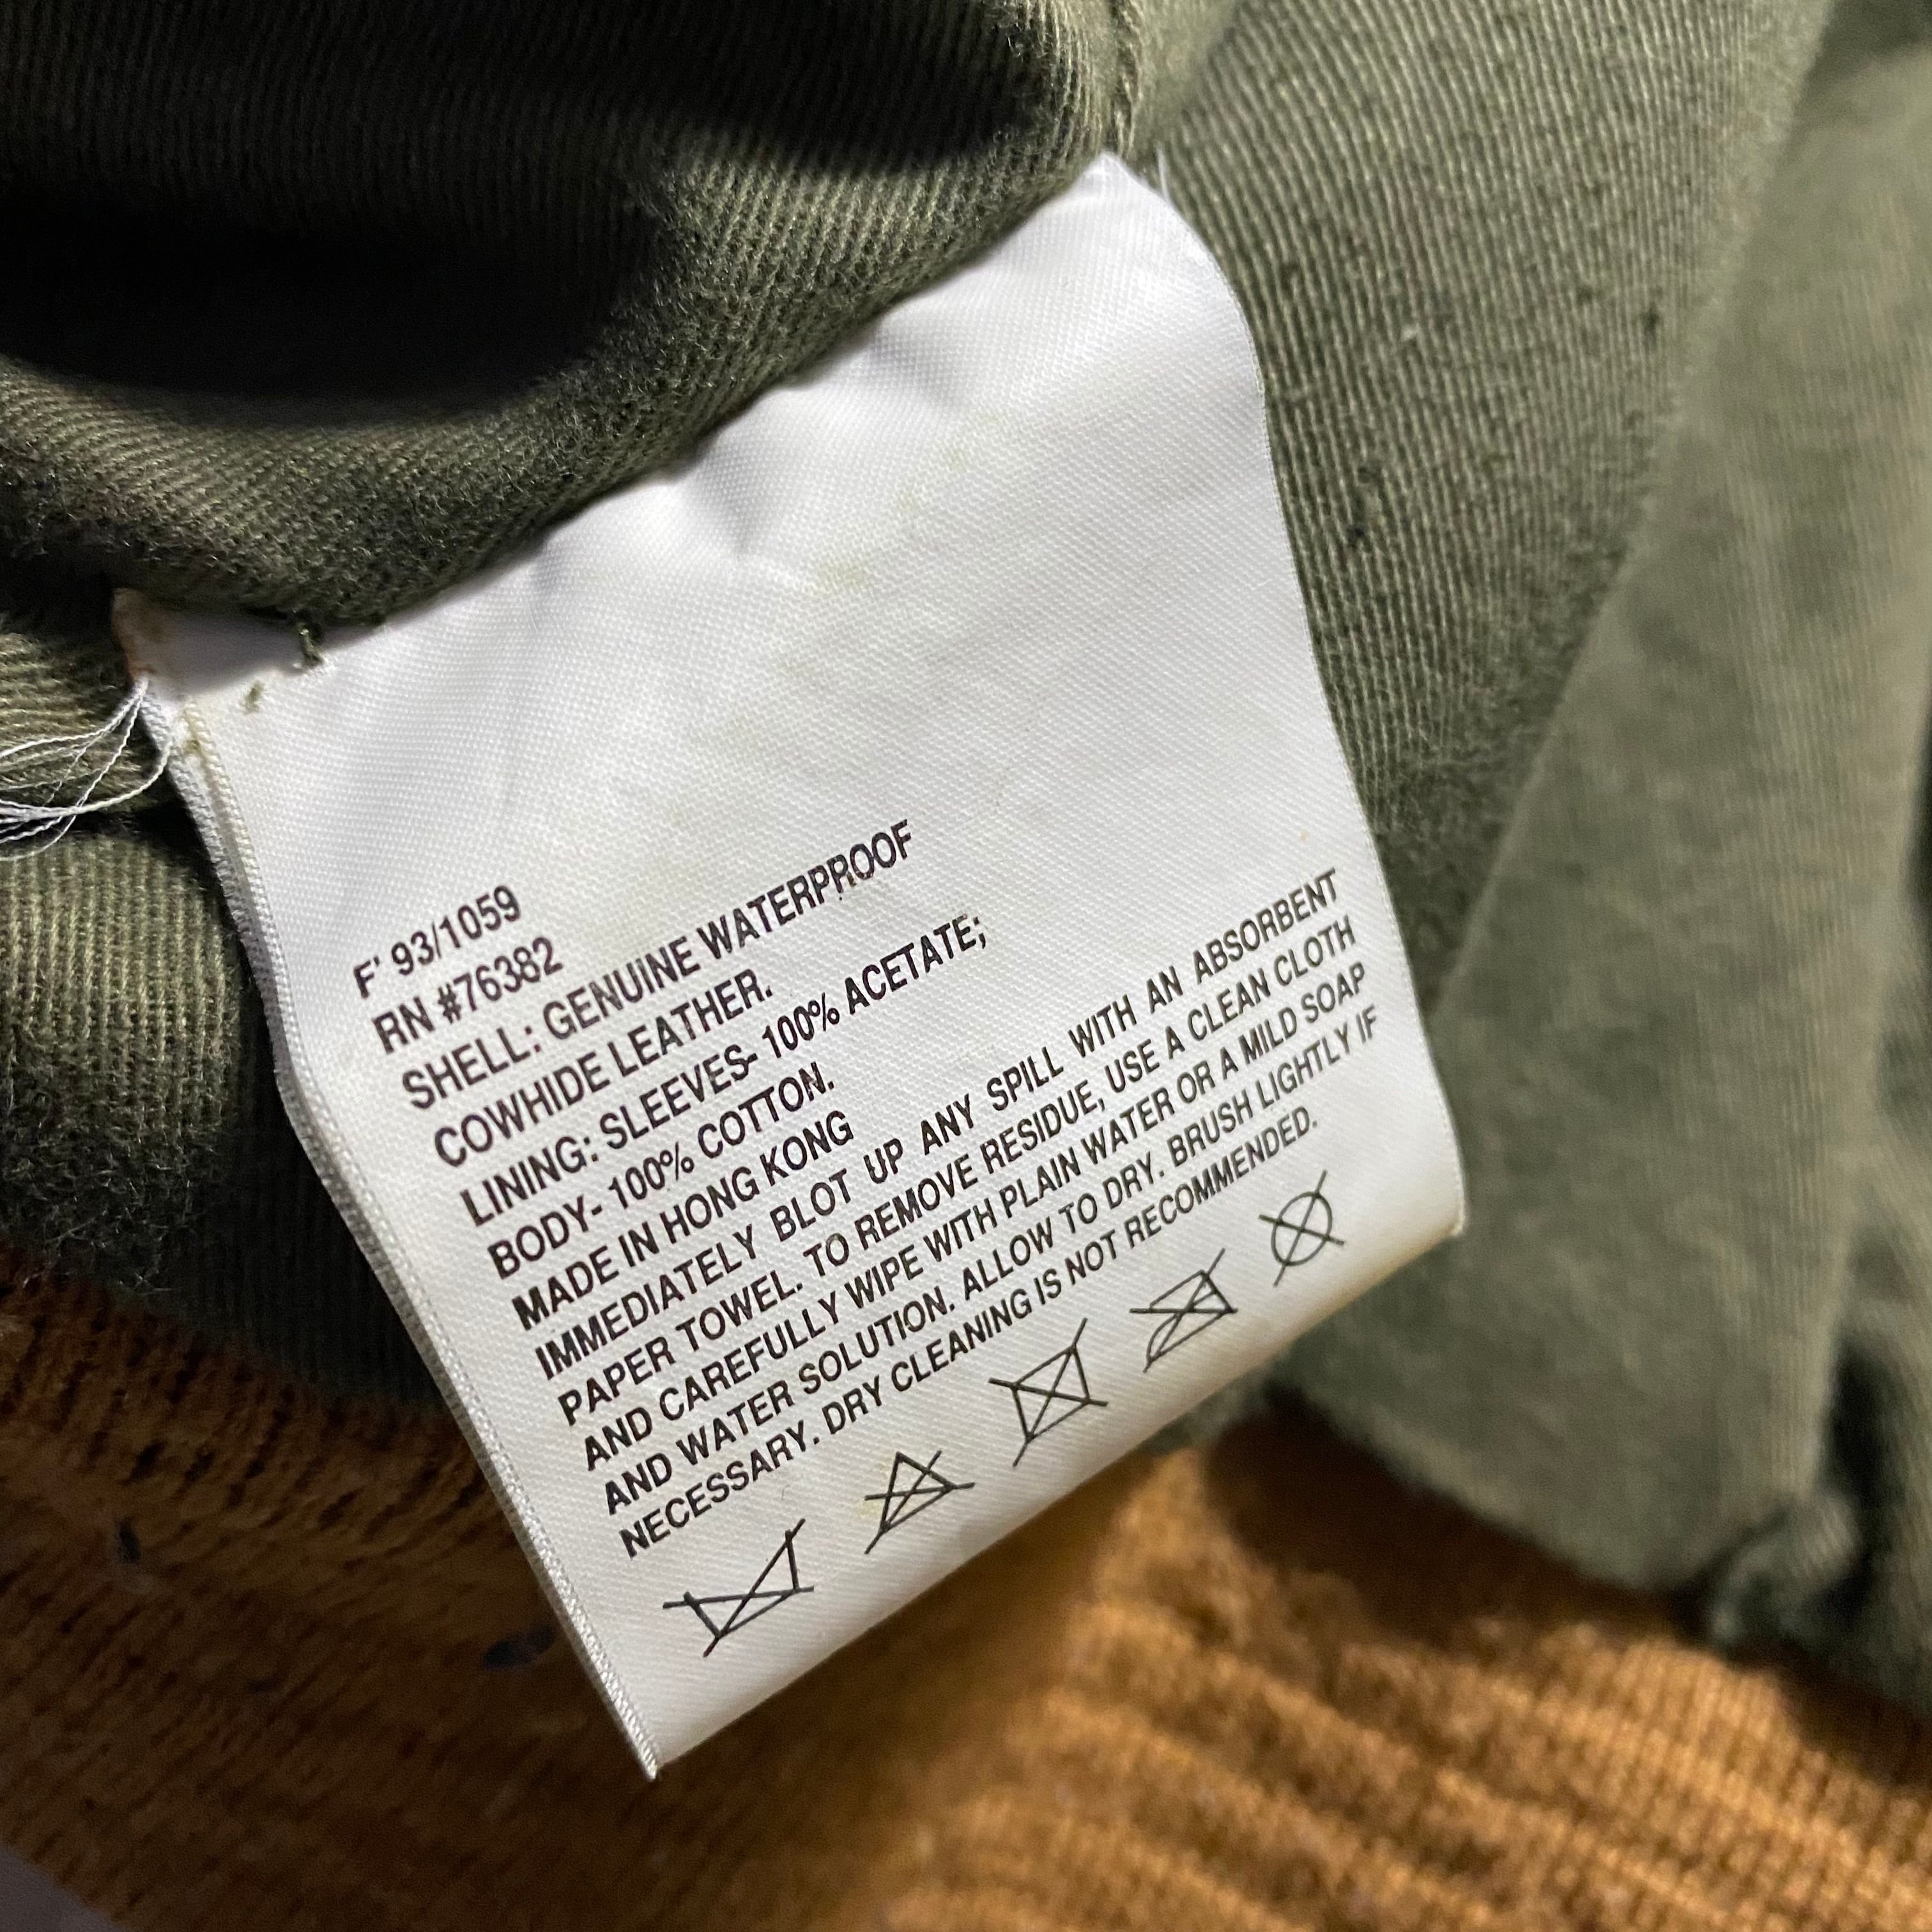 F' 93/1059
RN #76382
SHELL: GENUINE WATERPROOF
COWHIDE LEATHER.
LINING: SLEEVES- 100% ACETATE;
BODY- 100% COTTON.
MADE IN HONG KONG
IMMEDIATELY BLOT UP ANY SPILL WITH AN ABSORBENT
PAPER TOWEL. TO REMOVE RESIDUE, USE A CLEAN CLOTH
AND CAREFULLY WIPE WITH PLAIN WATER OR A MILD SOAP
AND WATER SOLUTION. ALLOW TO DRY. BRUSH LIGHTLY IF
NECESSARY. DRY CLEANING IS NOT RECOMMENDED.